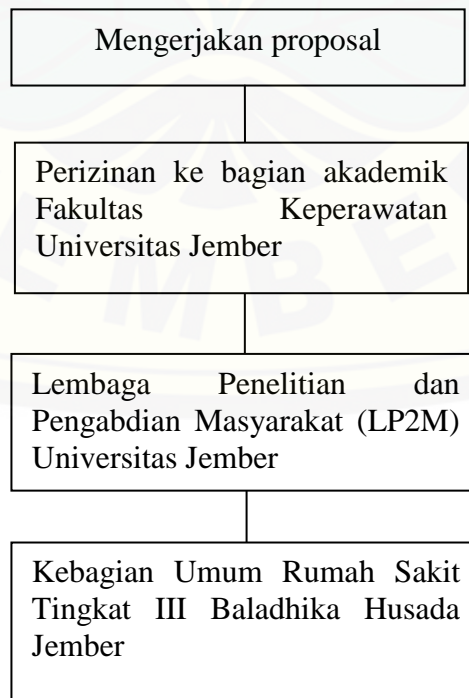 Mengerjakan proposal
Perizinan ke bagian akademik
Fakultas Keperawatan
Universitas Jember
Lembaga Penelitian dan
Pengabdian Masyarakat (LP2M)
Universitas Jember
Kebagian Umum Rumah Sakit
Tingkat III Baladhika Husada
Jember